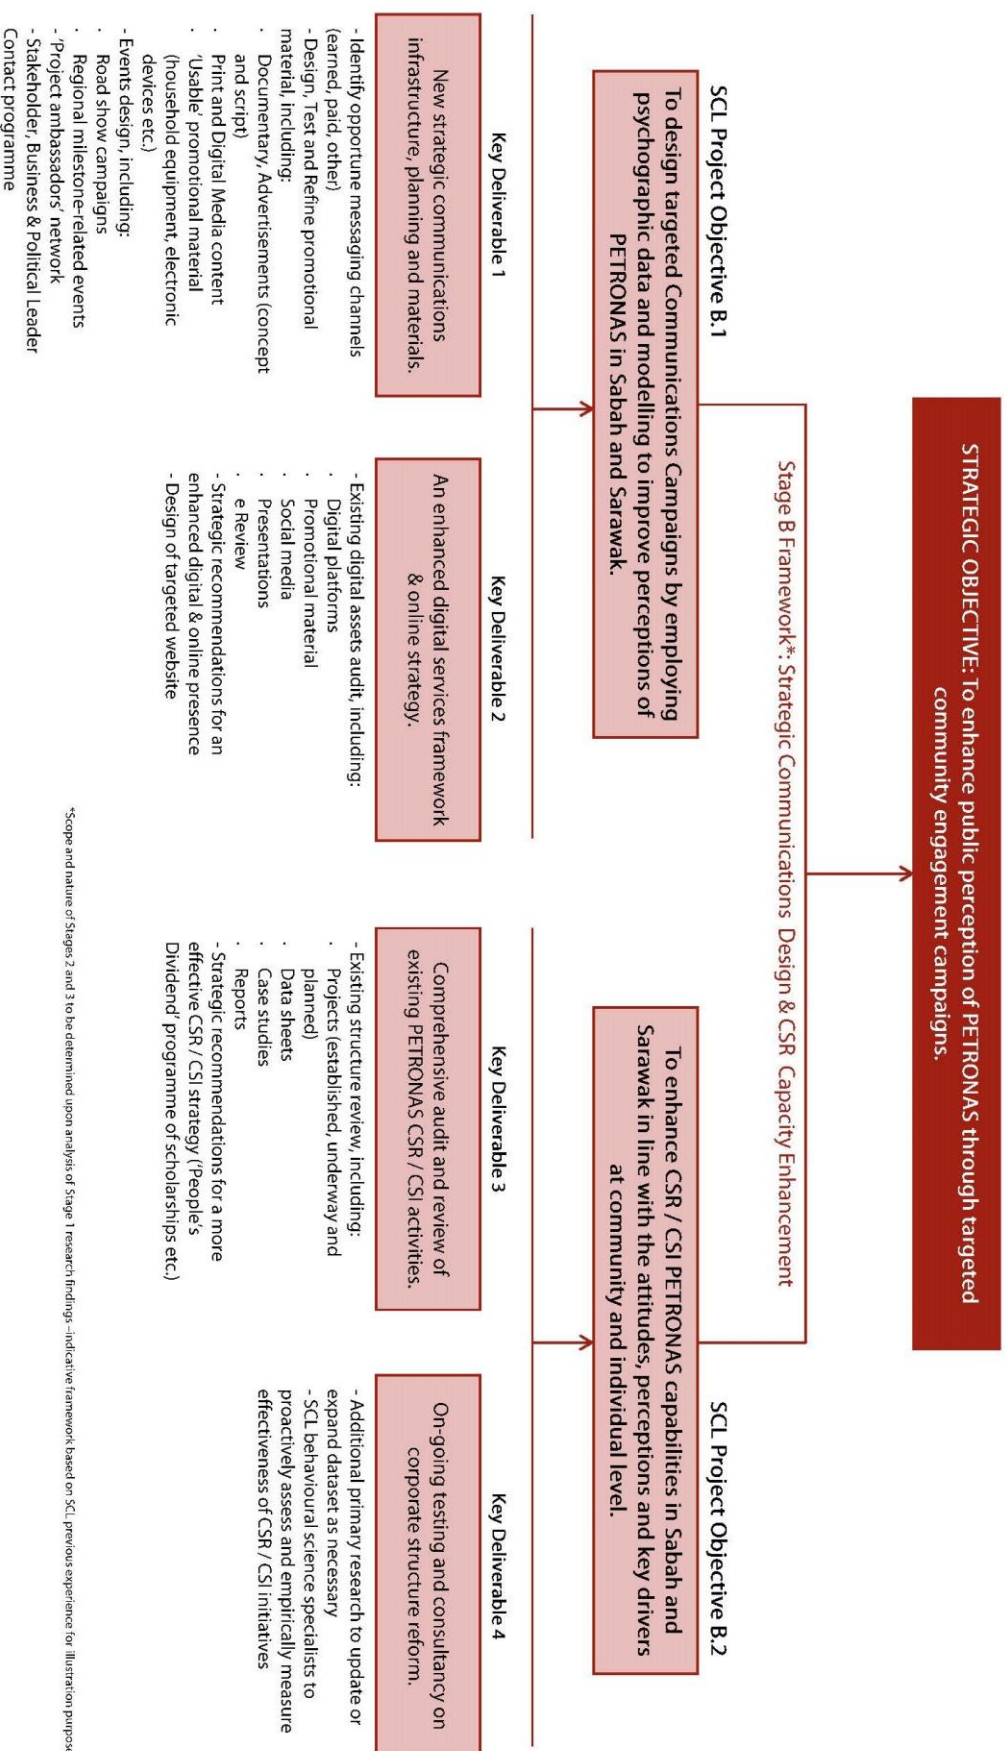 STRATEGIC OBJECTIVE: To enhance public perception of PETRONAS through targeted
community engagement campaigns.
Stage B Framework*: Strategic Communications Design & CSR Capacity Enhancement
SCL Project Objective B.1
To design targeted Communications Campaigns by employing
psychographic data and modelling to improve perceptions of
PETRONAS in Sabah and Sarawak.
SCL Project Objective B.2
To enhance CSR / CSI PETRONAS capabilities in Sabah and
Sarawak in line with the attitudes, perceptions and key drivers
at community and individual level.
Key Deliverable 1
New strategic communications
infrastructure, planning and materials.
- Identify opportune messaging channels
(earned, paid, other)
- Design, Test and Refine promotional
material, including:
· Documentary, Advertisements (concept
and script)
· Print and Digital Media content
· 'Usable' promotional material
(household equipment, electronic
devices etc.)
- Events design, including:
· Road show campaigns
· Regional milestone-related events
- 'Project ambassadors' network
- Stakeholder, Business & Political Leader
Contact programme
Key Deliverable 2
An enhanced digital services framework
& online strategy.
- Existing digital assets audit, including:
· Digital platforms
· Promotional material
· Social media
· Presentations
· e Review
- Strategic recommendations for an
enhanced digital & online presence
- Design of targeted website
Key Deliverable 3
Comprehensive audit and review of
existing PETRONAS CSR / CSI activities.
- Existing structure review, including:
· Projects (established, underway and
planned)
· Data sheets
· Case studies
· Reports
- Strategic recommendations for a more
effective CSR / CSI strategy ('People's
Dividend' programme of scholarships etc.)
Key Deliverable 4
On-going testing and consultancy on
corporate structure reform.
- Additional primary research to update or
expand dataset as necessary
- SCL behavioural science specialists to
proactively assess and empirically measure
effectiveness of CSR / CSI initiatives
*Scope and nature of Stages 2 and 3 to be determined upon analysis of Stage 1 research findings –indicative framework based on SCL previous experience for illustration purpose